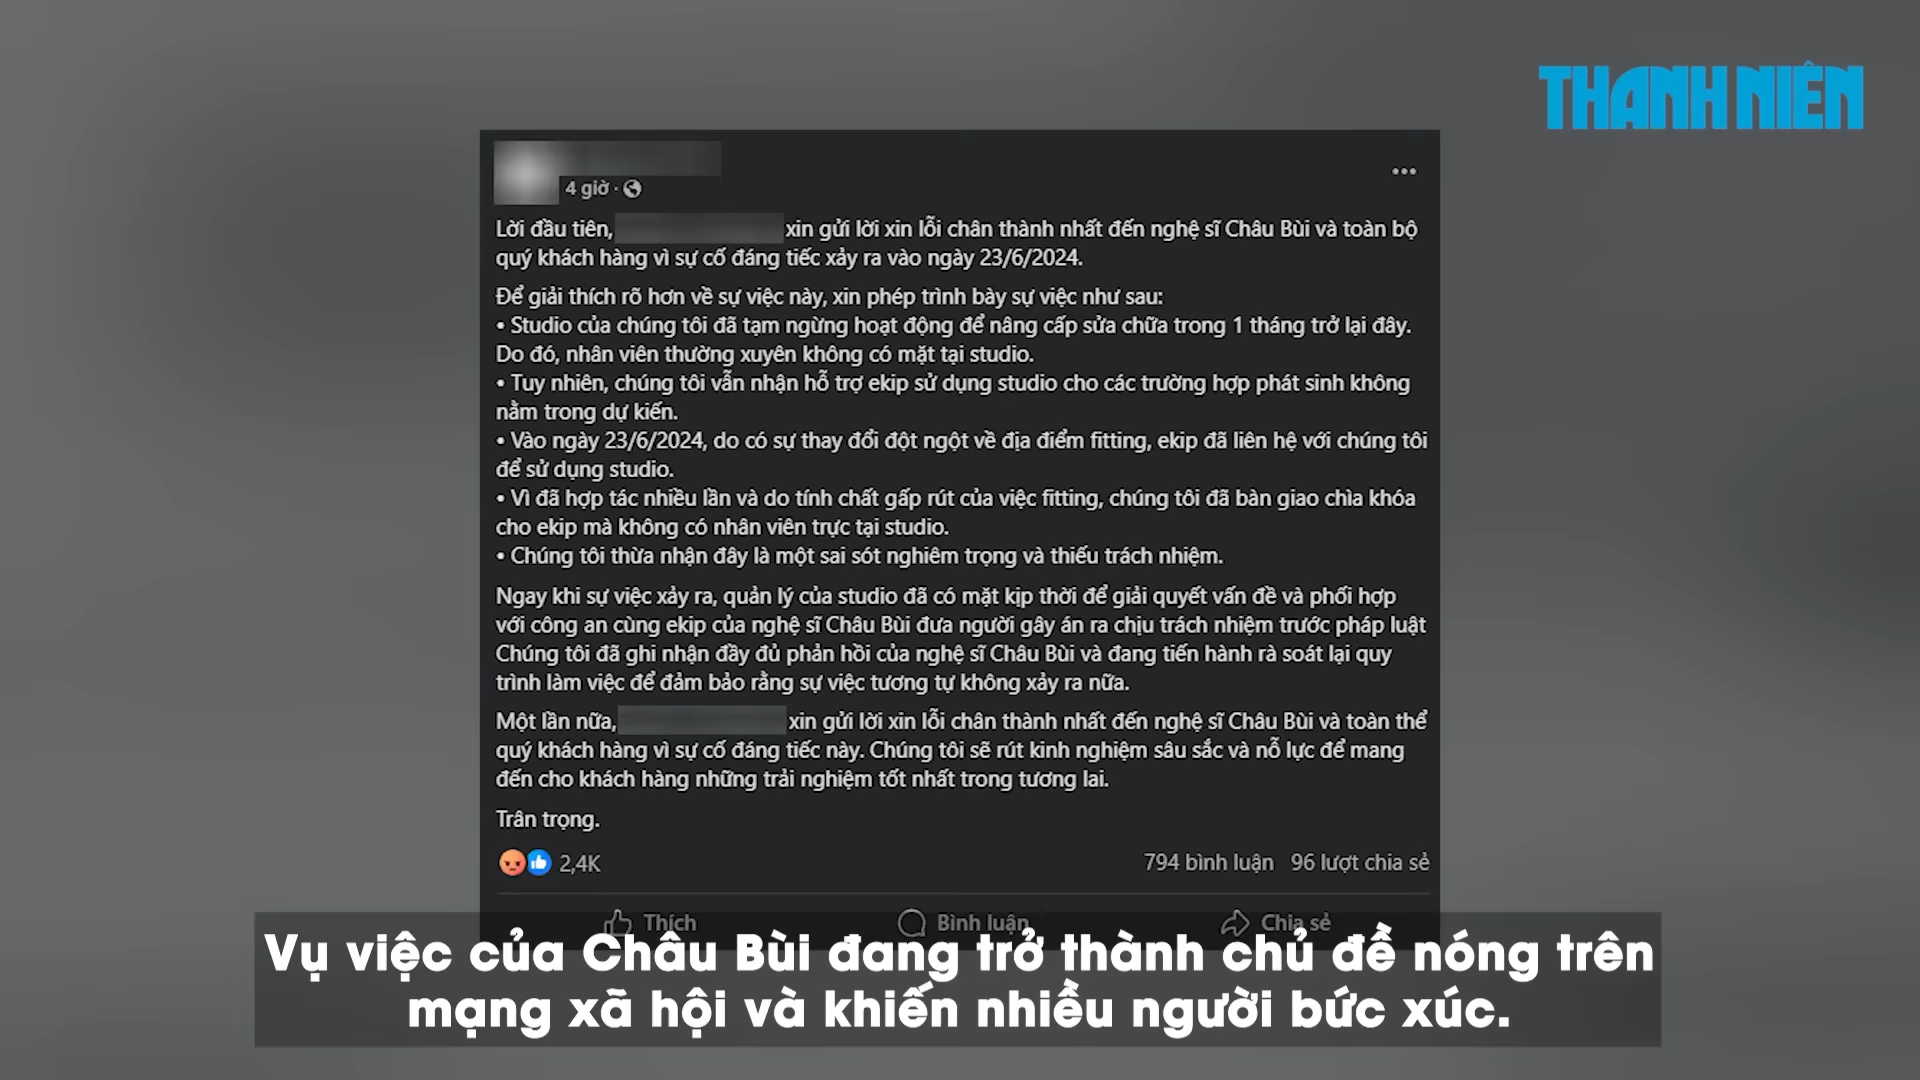 THANH NIÊN
4 giờ ·
Lời đầu tiên, xin gửi lời xin lỗi chân thành nhất đến nghệ sĩ Châu Bùi và toàn bộ
quý khách hàng vì sự cố đáng tiếc xảy ra vào ngày 23/6/2024.
Để giải thích rõ hơn về sự việc này, xin phép trình bày sự việc như sau:
• Studio của chúng tôi đã tạm ngừng hoạt động để nâng cấp sửa chữa trong 1 tháng trở lại đây.
Do đó, nhân viên thường xuyên không có mặt tại studio.
• Tuy nhiên, chúng tôi vẫn nhận hỗ trợ ekip sử dụng studio cho các trường hợp phát sinh không
nằm trong dự kiến.
• Vào ngày 23/6/2024, do có sự thay đổi đột ngột về địa điểm fitting, ekip đã liên hệ với chúng tôi
để sử dụng studio.
• Vì đã hợp tác nhiều lần và do tính chất gấp rút của việc fitting, chúng tôi đã bàn giao chìa khóa
cho ekip mà không có nhân viên trực tại studio.
• Chúng tôi thừa nhận đây là một sai sót nghiêm trọng và thiếu trách nhiệm.
Ngay khi sự việc xảy ra, quản lý của studio đã có mặt kịp thời để giải quyết vấn đề và phối hợp
với công an cùng ekip của nghệ sĩ Châu Bùi đưa người gây án ra chịu trách nhiệm trước pháp luật
Chúng tôi đã ghi nhận đầy đủ phản hồi của nghệ sĩ Châu Bùi và đang tiến hành rà soát lại quy
trình làm việc để đảm bảo rằng sự việc tương tự không xảy ra nữa.
Một lần nữa, xin gửi lời xin lỗi chân thành nhất đến nghệ sĩ Châu Bùi và toàn thể
quý khách hàng vì sự cố đáng tiếc này. Chúng tôi sẽ rút kinh nghiệm sâu sắc và nỗ lực để mang
đến cho khách hàng những trải nghiệm tốt nhất trong tương lai.
Trân trọng.
2,4K 794 bình luận 96 lượt chia sẻ
Thích Bình luận Chia sẻ
Vụ việc của Châu Bùi đang trở thành chủ đề nóng trên
mạng xã hội và khiến nhiều người bức xúc.